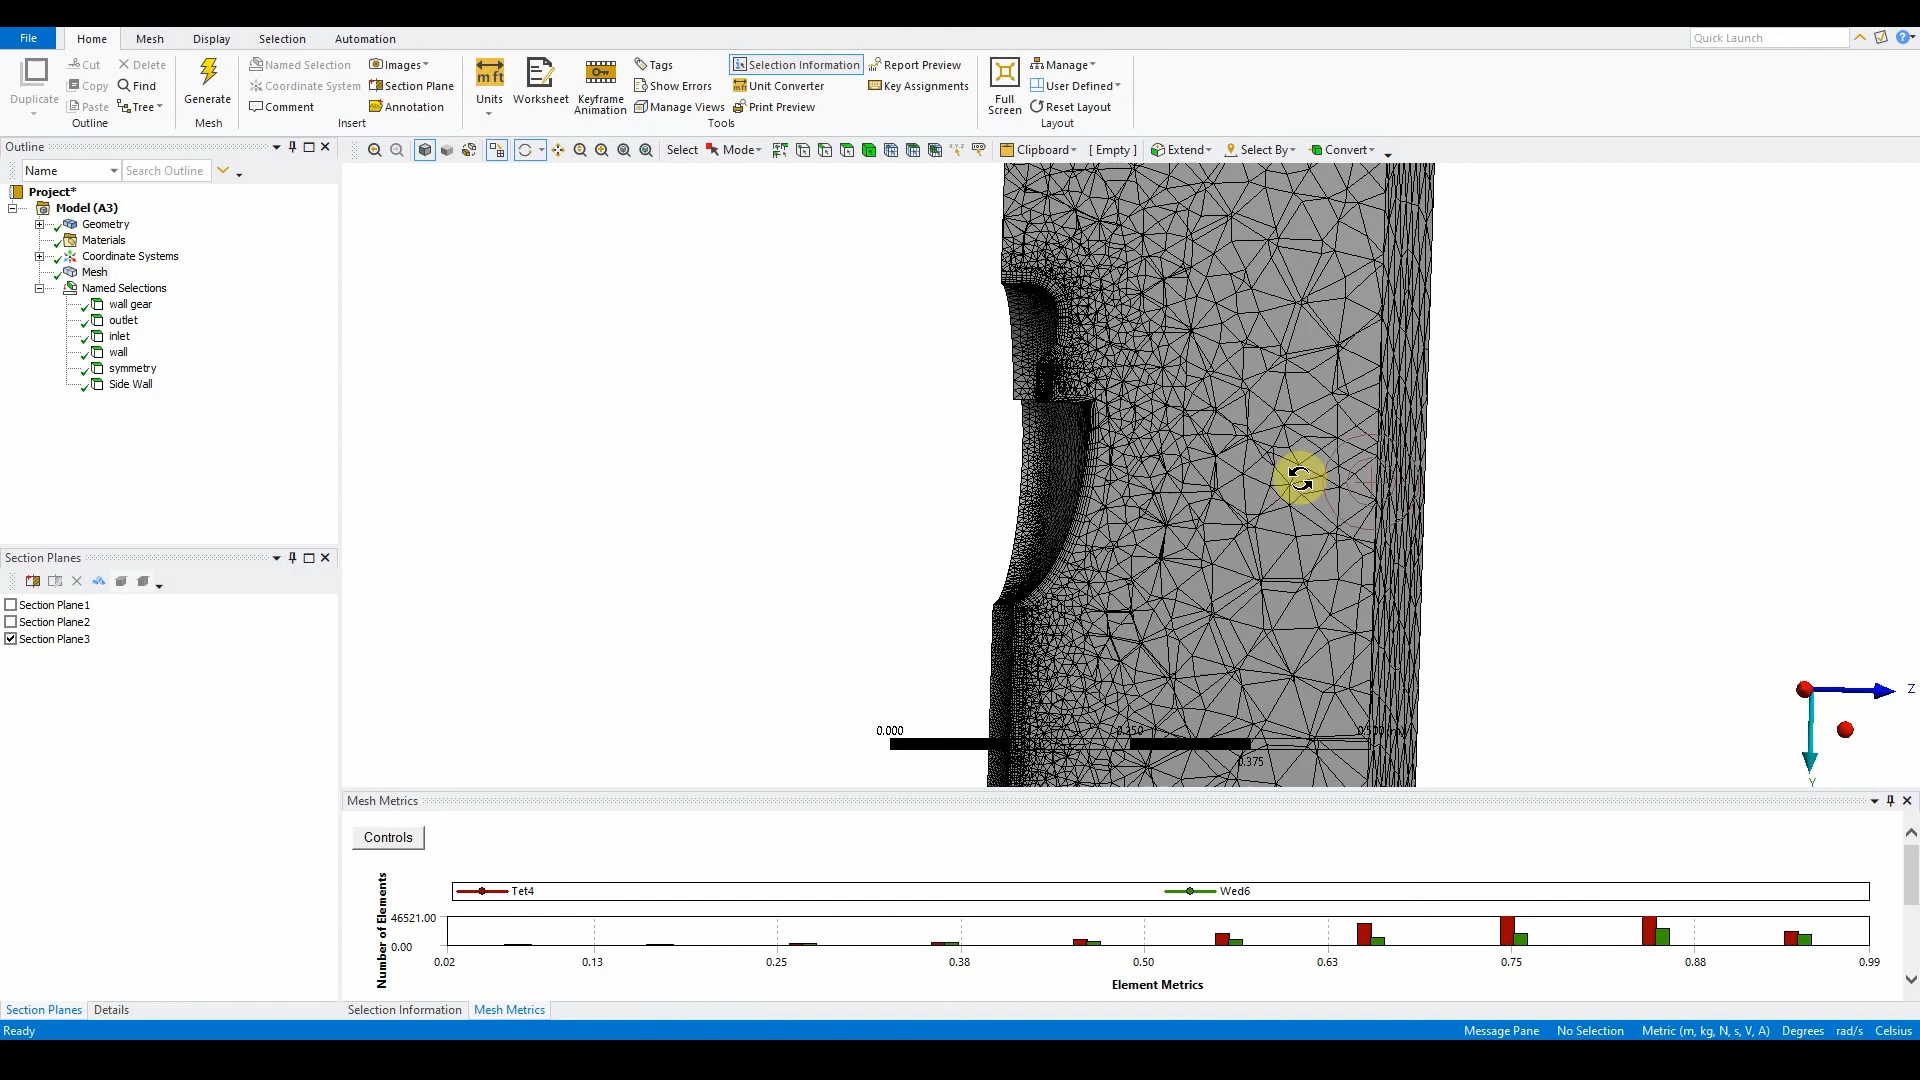 File Home Mesh Display Selection Automation Quick Launch
Duplicate Cut Delete
Copy Find
Paste Tree
Outline
Generate
Mesh
Named Selection Images
Coordinate System Section Plane
Comment Annotation
Insert
Units Worksheet Keyframe Animation
Tags Selection Information Report Preview
Show Errors Unit Converter Key Assignments
Manage Views Print Preview
Tools
Full Screen Manage
User Defined
Reset Layout
Layout
Outline
Select Mode Clipboard [ Empty ] Extend Select By Convert
Name Search Outline
Project*
Model (A3)
Geometry
Materials
Coordinate Systems
Mesh
Named Selections
wall gear
outlet
inlet
wall
symmetry
Side Wall
Section Planes
Section Plane1
Section Plane2
Section Plane3
Z
Y
0.000
0.375
Mesh Metrics
Controls
Tet4 Wed6
Number of Elements
46521.00
0.00
0.02 0.13 0.25 0.38 0.50 0.63 0.75 0.88 0.99
Element Metrics
Section Planes Details Selection Information Mesh Metrics
Ready Message Pane No Selection Metric (m, kg, N, s, V, A) Degrees rad/s Celsius